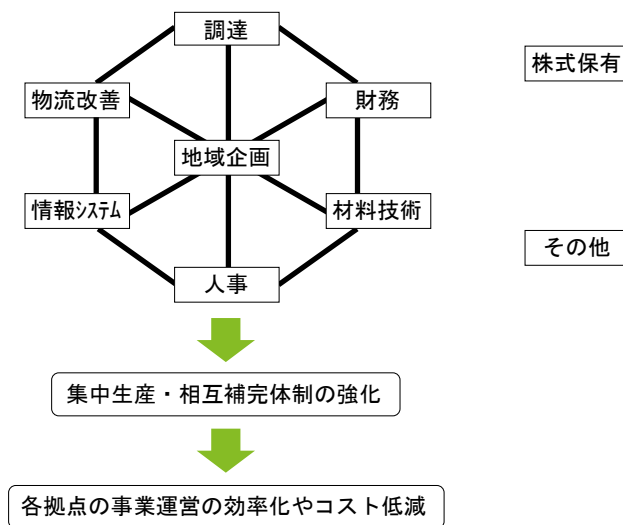 調達
物流改善
財務
地域企画
情報ｼｽﾃﾑ
材料技術
人事
集中生産・相互補完体制の強化
各拠点の事業運営の効率化やコスト低減
株式保有
その他